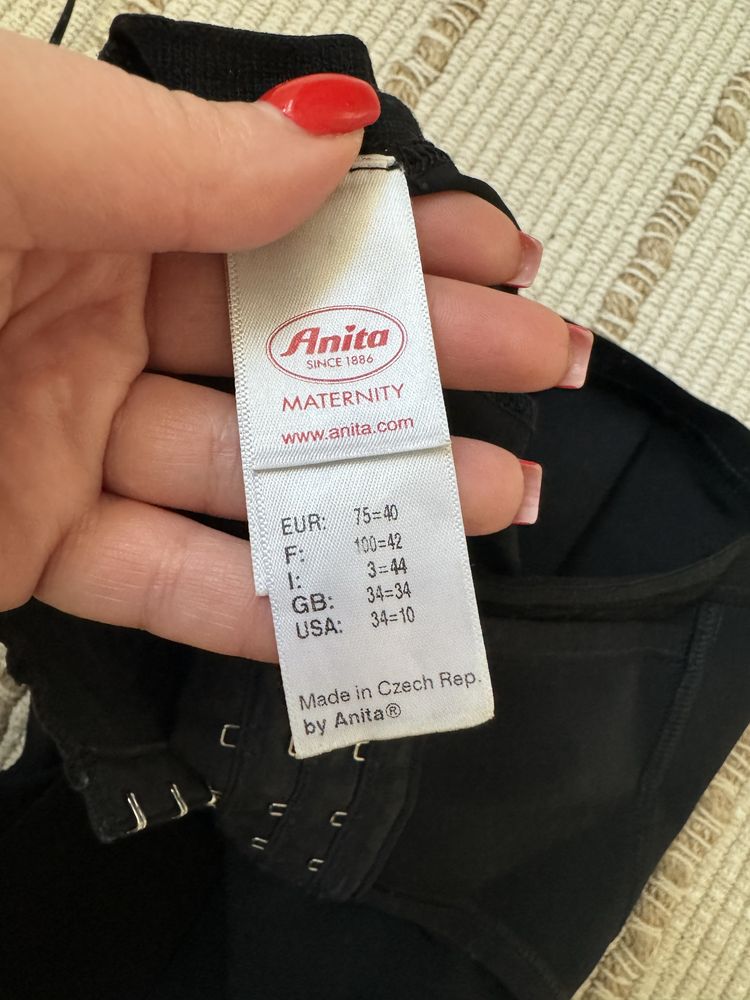 Anita
SINCE 1886
MATERNITY
www.anita.com
EUR: 75=40
F: 100=42
I: 3=44
GB: 34=34
USA: 34=10
Made in Czech Rep.
by Anita®